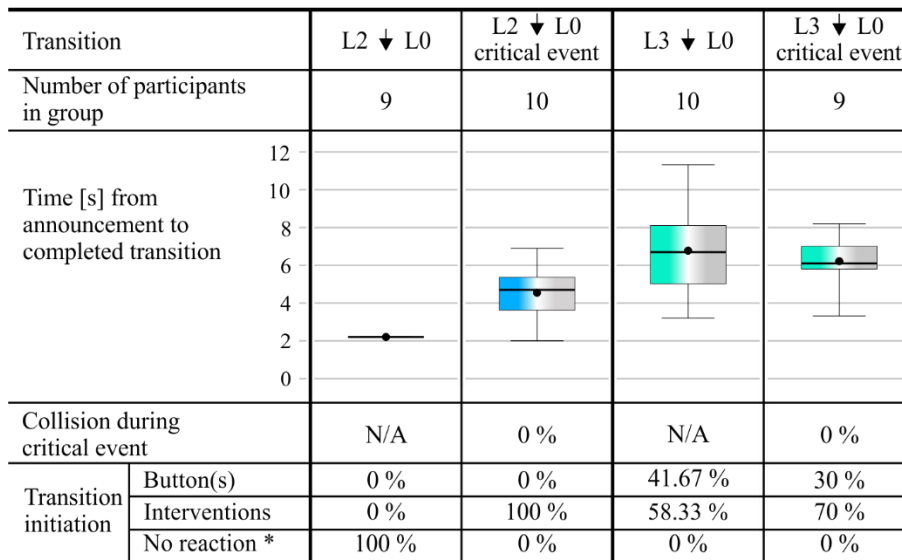 Transition
L2 ↓ L0
L2 ↓ L0
critical event
L3 ↓ L0
L3 ↓ L0
critical event
Number of participants
in group
9
10
10
9
Time [s] from
announcement to
completed transition
12
10
8
6
4
2
0
Collision during
critical event
N/A
0 %
N/A
0 %
Transition
initiation
Button(s)
0 %
0 %
41.67 %
30 %
Interventions
0 %
100 %
58.33 %
70 %
No reaction *
100 %
0 %
0 %
0 %